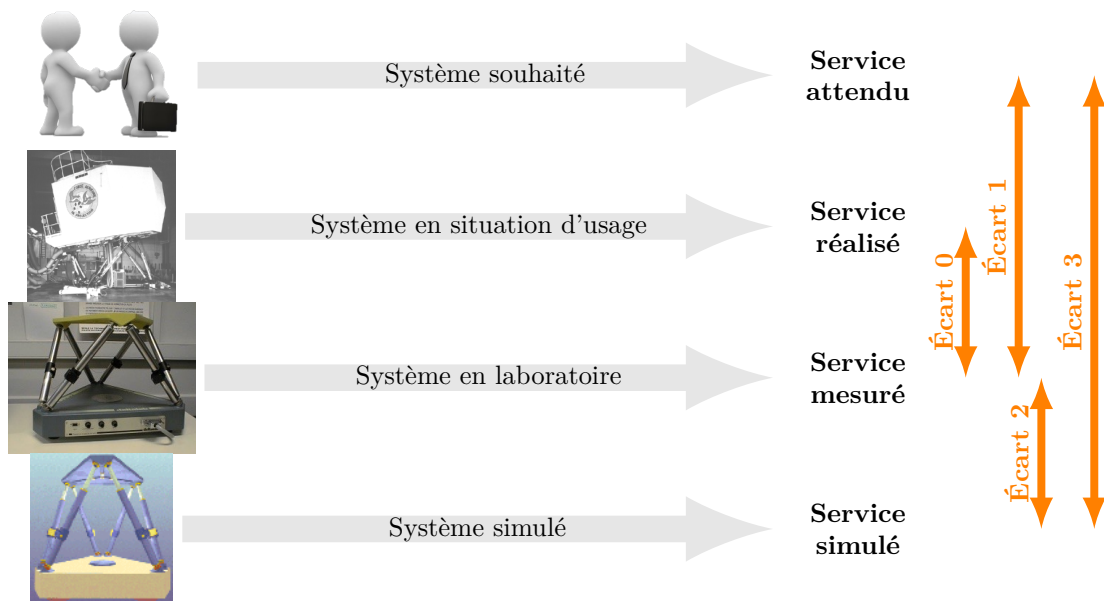 Système souhaité
Service
attendu
Système en situation d'usage
Service
réalisé
Système en laboratoire
Service
mesuré
Système simulé
Service
simulé
Écart 0
Écart 1
Écart 2
Écart 3